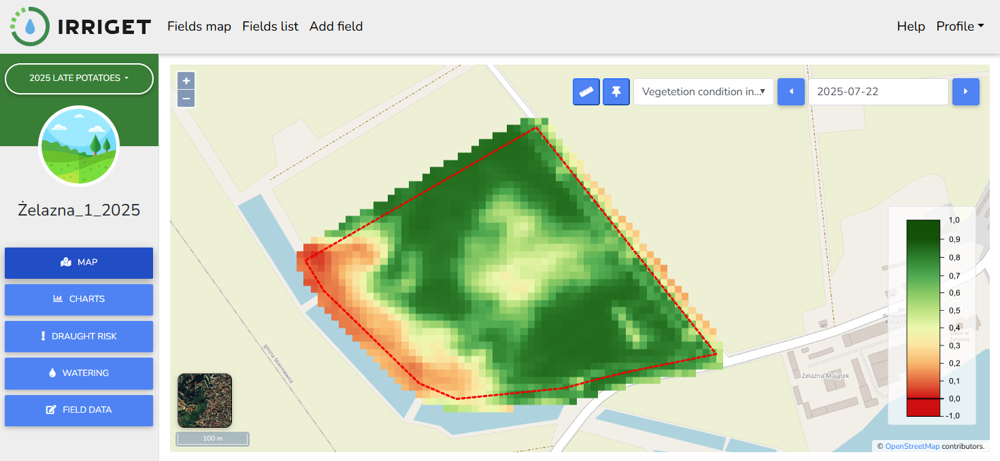 IRRIGET
Fields map
Fields list
Add field
Help
Profile
2025 LATE POTATOES
Żelazna_1_2025
MAP
CHARTS
DRAUGHT RISK
WATERING
FIELD DATA
+
−
Vegetetion condition in...
2025-07-22
1,0
0,9
0,8
0,7
0,6
0,5
0,4
0,3
0,2
0,1
0,0
-1,0
45
Dwór w
Żelaznej
Żelazna-Majątek
gmina Skierniewice
100 m
© OpenStreetMap contributors.